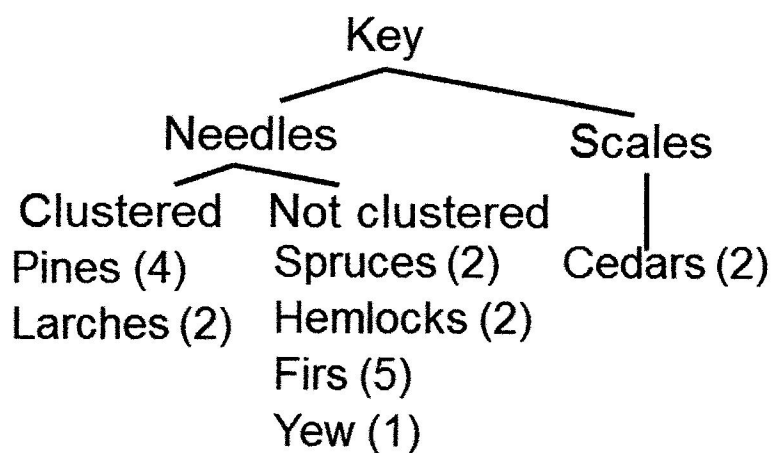 Key
Needles
Scales
Clustered
Not clustered
Pines (4)
Larches (2)
Spruces (2)
Hemlocks (2)
Firs (5)
Yew (1)
Cedars (2)